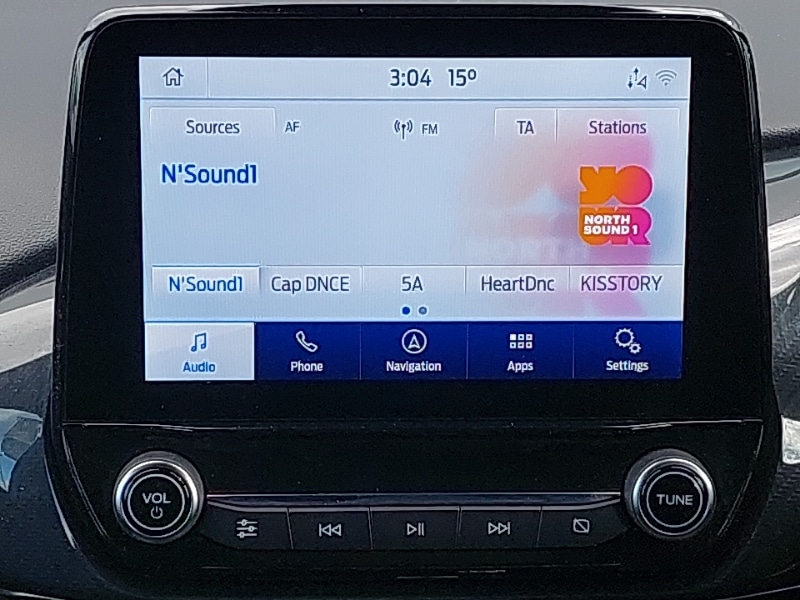 3:04 15º
Sources AF FM TA Stations
N'Sound1
NORTH
SOUND 1
N'Sound1 Cap DNCE 5A HeartDnc KISSTORY
Audio Phone Navigation Apps Settings
VOL TUNE